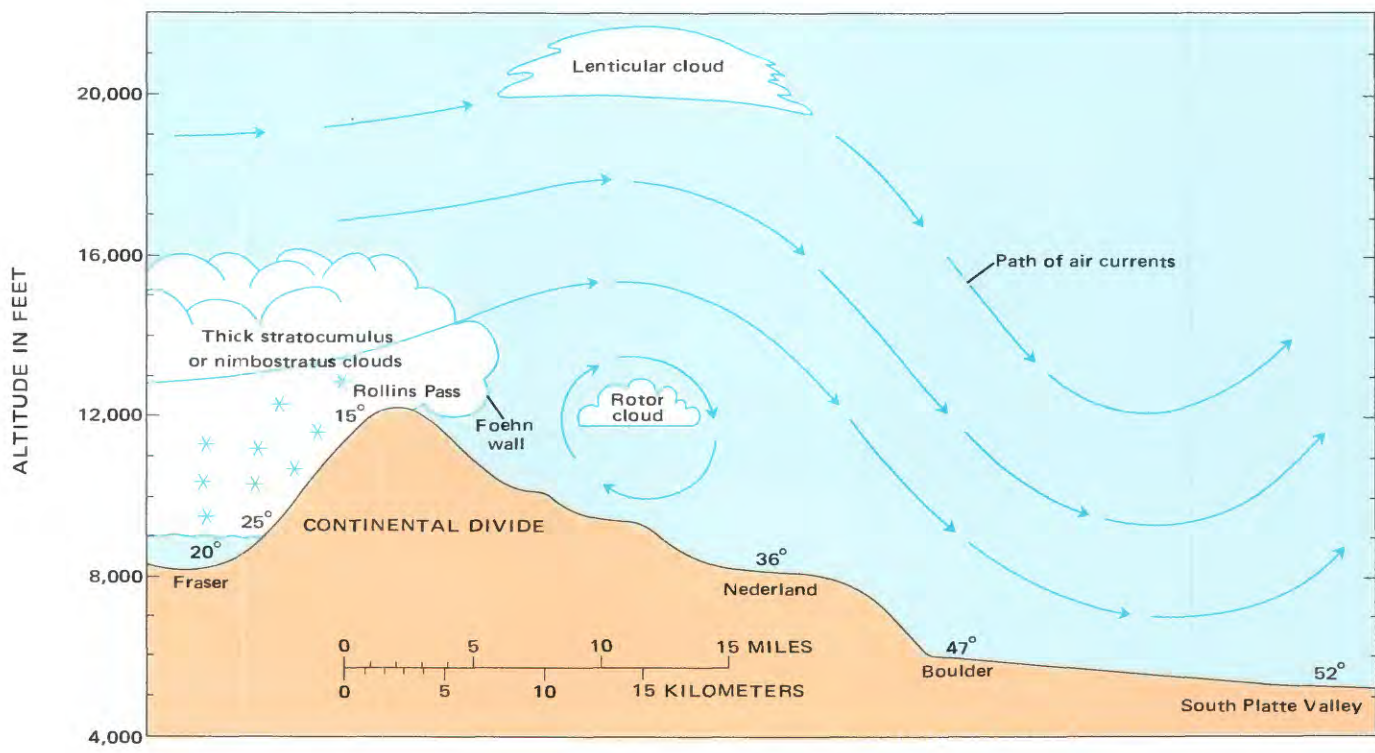 ALTITUDE IN FEET
20,000
16,000
12,000
8,000
4,000
Lenticular cloud
Path of air currents
Thick stratocumulus
or nimbostratus clouds
Rollins Pass
15°
Foehn
wall
Rotor
cloud
25°
CONTINENTAL DIVIDE
20°
Fraser
36°
Nederland
47°
Boulder
52°
South Platte Valley
0 5 10 15 MILES
0 5 10 15 KILOMETERS